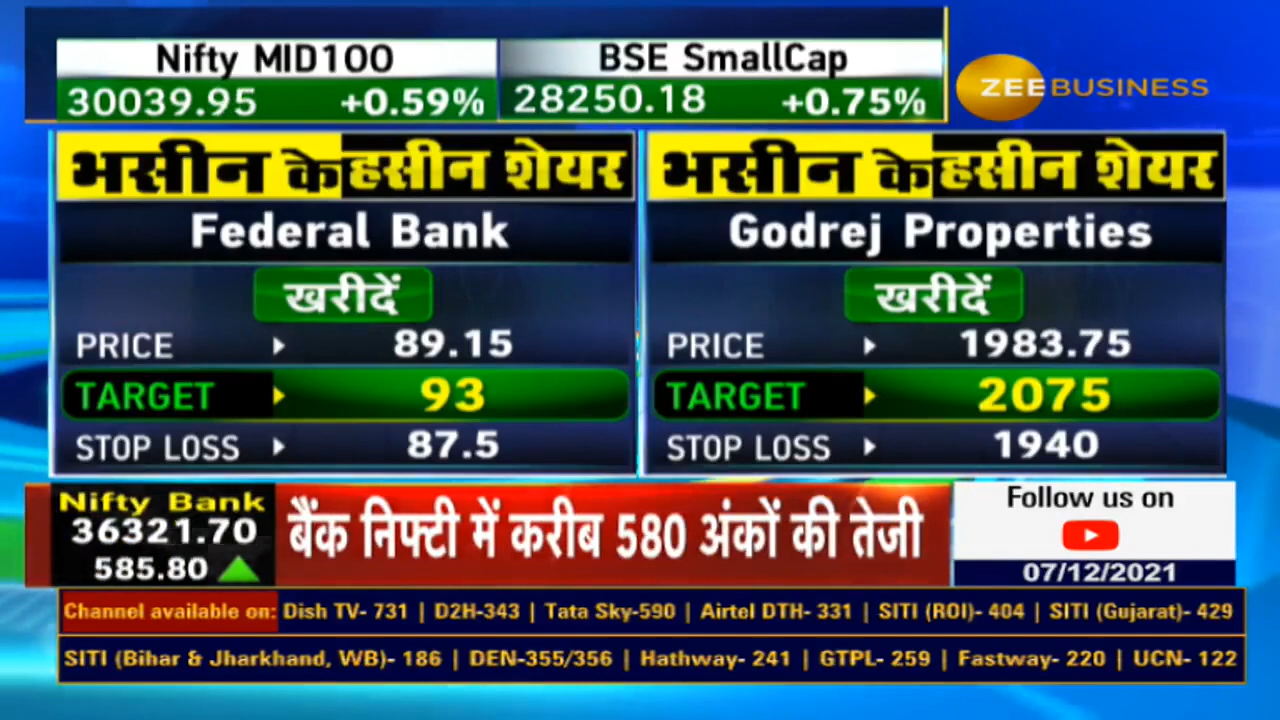 Nifty MID100 BSE SmallCap
30039.95 +0.59% 28250.18 +0.75%
ZEEBUSINESS
भसीन के हसीन शेयर
Federal Bank
खरीदें
PRICE 89.15
TARGET 93
STOP LOSS 87.5
भसीन के हसीन शेयर
Godrej Properties
खरीदें
PRICE 1983.75
TARGET 2075
STOP LOSS 1940
Nifty Bank
36321.70
585.80
बैंक निफ्टी में करीब 580 अंकों की तेजी
Follow us on
07/12/2021
Channel available on: Dish TV- 731 | D2H-343 | Tata Sky-590 | Airtel DTH- 331 | SITI (ROI)- 404 | SITI (Gujarat)- 429
SITI (Bihar & Jharkhand, WB)- 186 | DEN-355/356 | Hathway- 241 | GTPL- 259 | Fastway- 220 | UCN- 122